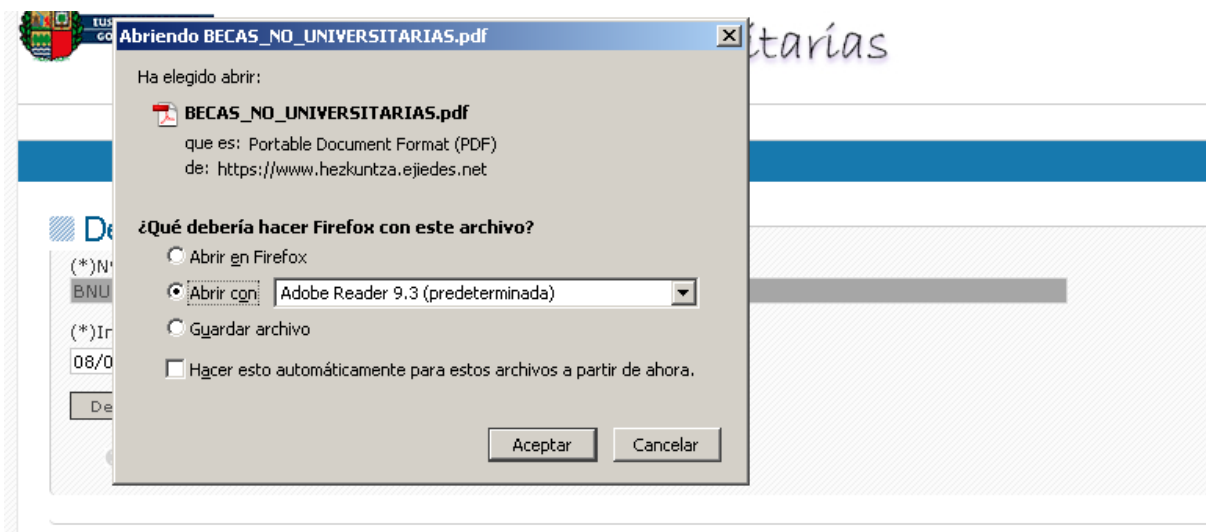 Abriendo BECAS_NO_UNIVERSITARIAS.pdf
itarias
Ha elegido abrir:
BECAS_NO_UNIVERSITARIAS.pdf
que es: Portable Document Format (PDF)
de: https://www.hezkuntza.ejiedes.net
¿Qué debería hacer Firefox con este archivo?
Abrir en Firefox
(*)N
BNU
Abrir con Adobe Reader 9.3 (predeterminada)
Guardar archivo
08/0
Hacer esto automáticamente para estos archivos a partir de ahora.
De
Aceptar Cancelar